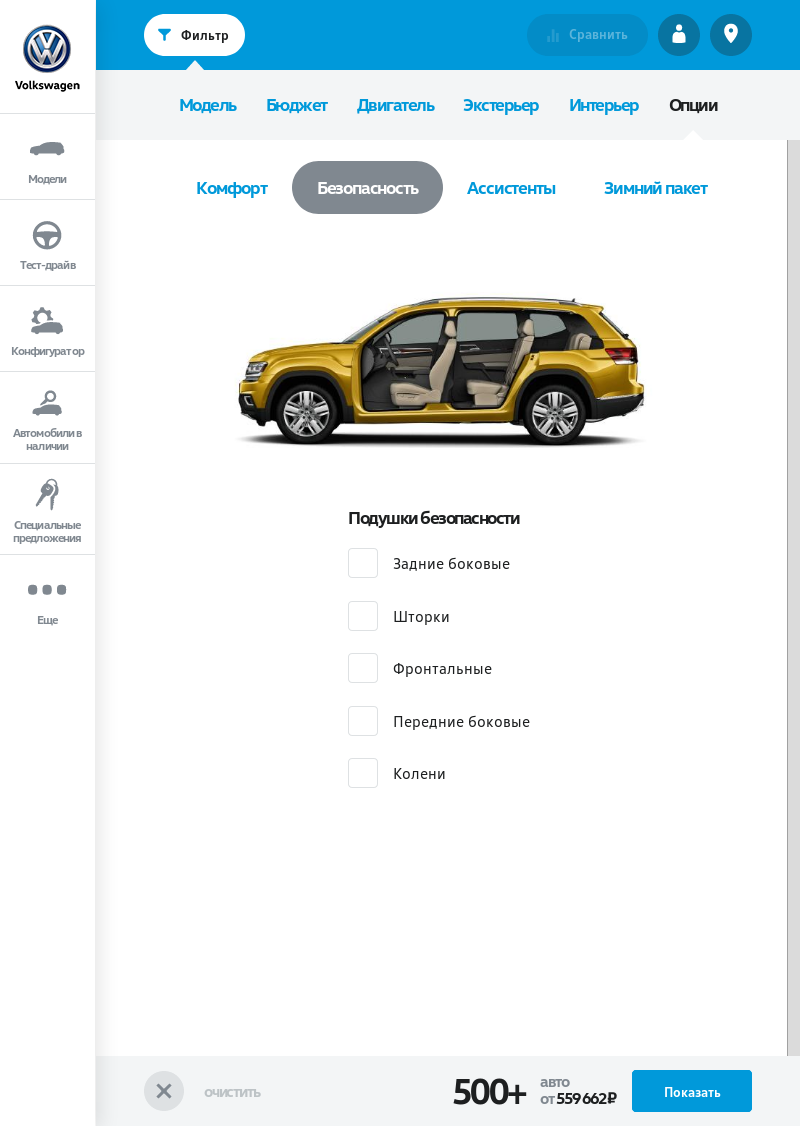 Volkswagen
Модели
Тест-драйв
Конфигуратор
Автомобили в
наличии
Специальные
предложения
Еще
Фильтр
Сравнить
Модель Бюджет Двигатель Экстерьер Интерьер Опции
Комфорт Безопасность Ассистенты Зимний пакет
Подушки безопасности
Задние боковые
Шторки
Фронтальные
Передние боковые
Колени
ОЧИСТИТЬ
500+
авто
от 559 662 ₽
Показать